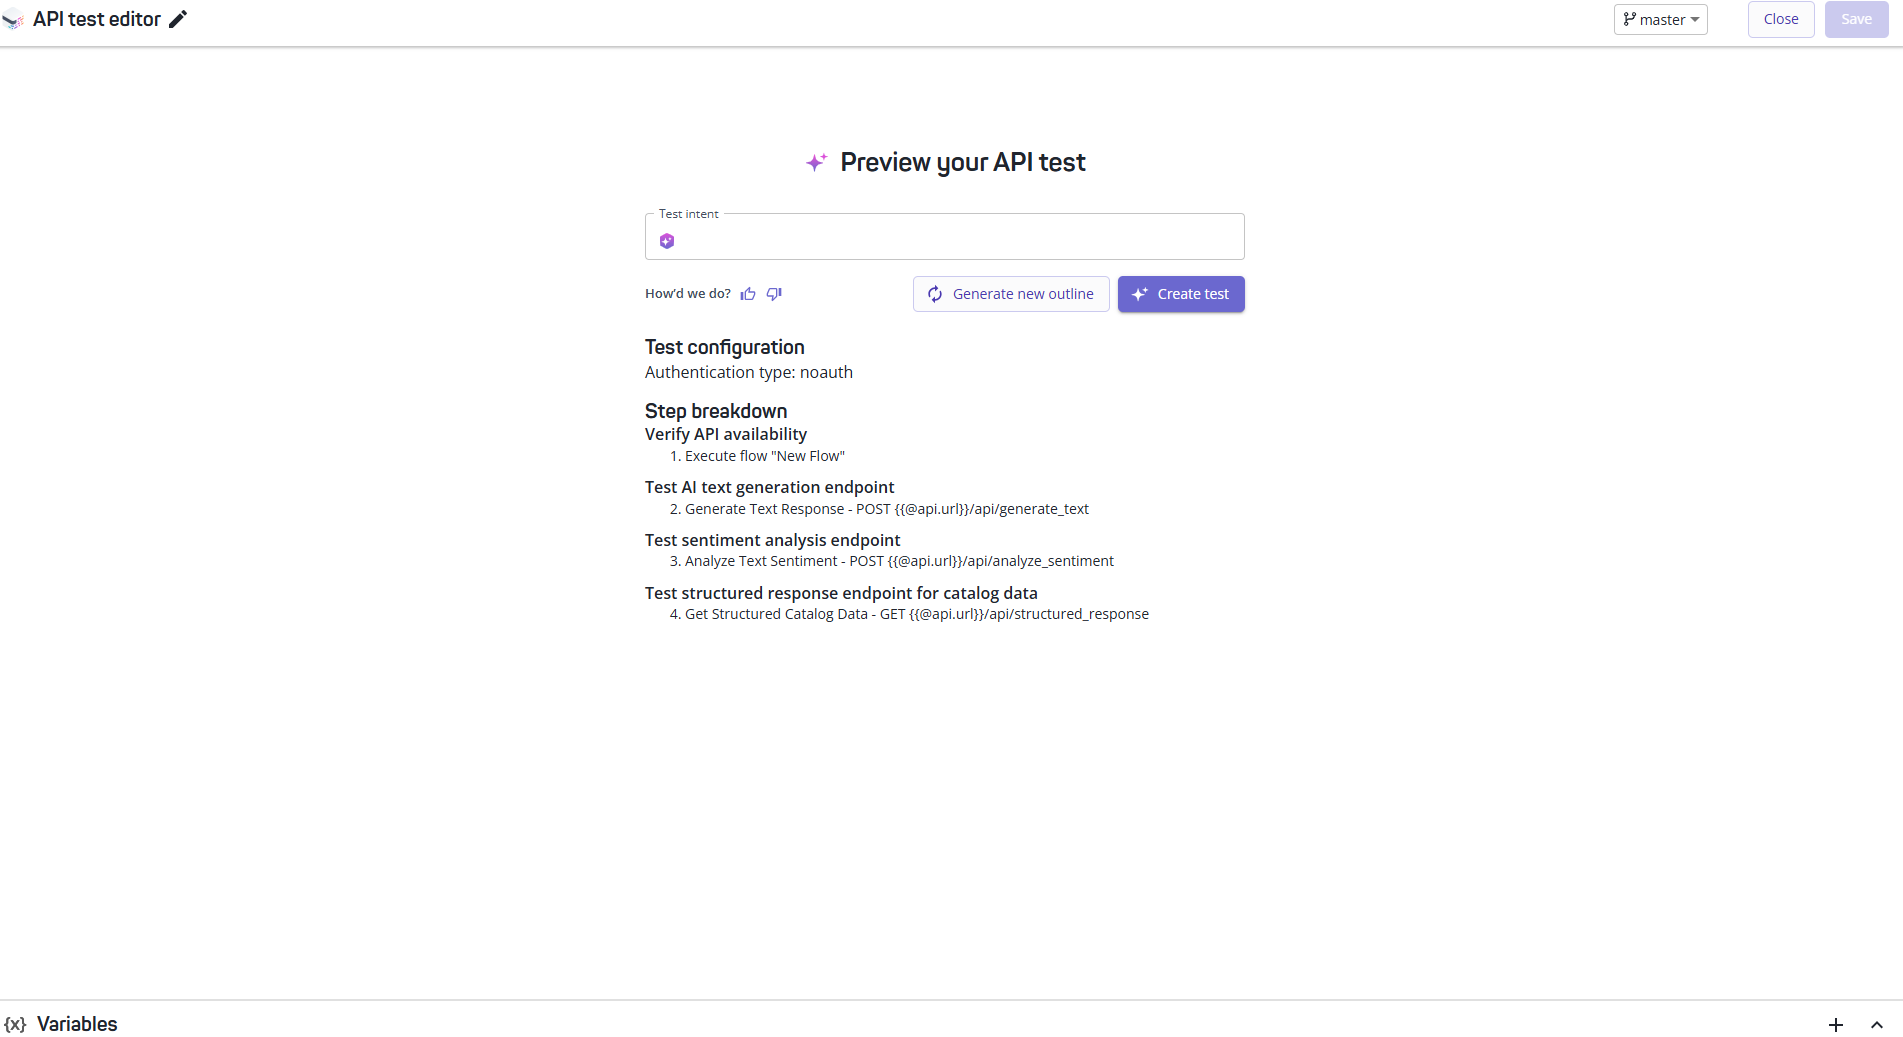 API test editor
master
Close
Save
Preview your API test
Test intent
How'd we do?
Generate new outline
Create test
Test configuration
Authentication type: noauth
Step breakdown
Verify API availability
1. Execute flow "New Flow"
Test AI text generation endpoint
2. Generate Text Response - POST {{@api.url}}/api/generate_text
Test sentiment analysis endpoint
3. Analyze Text Sentiment - POST {{@api.url}}/api/analyze_sentiment
Test structured response endpoint for catalog data
4. Get Structured Catalog Data - GET {{@api.url}}/api/structured_response
{x} Variables